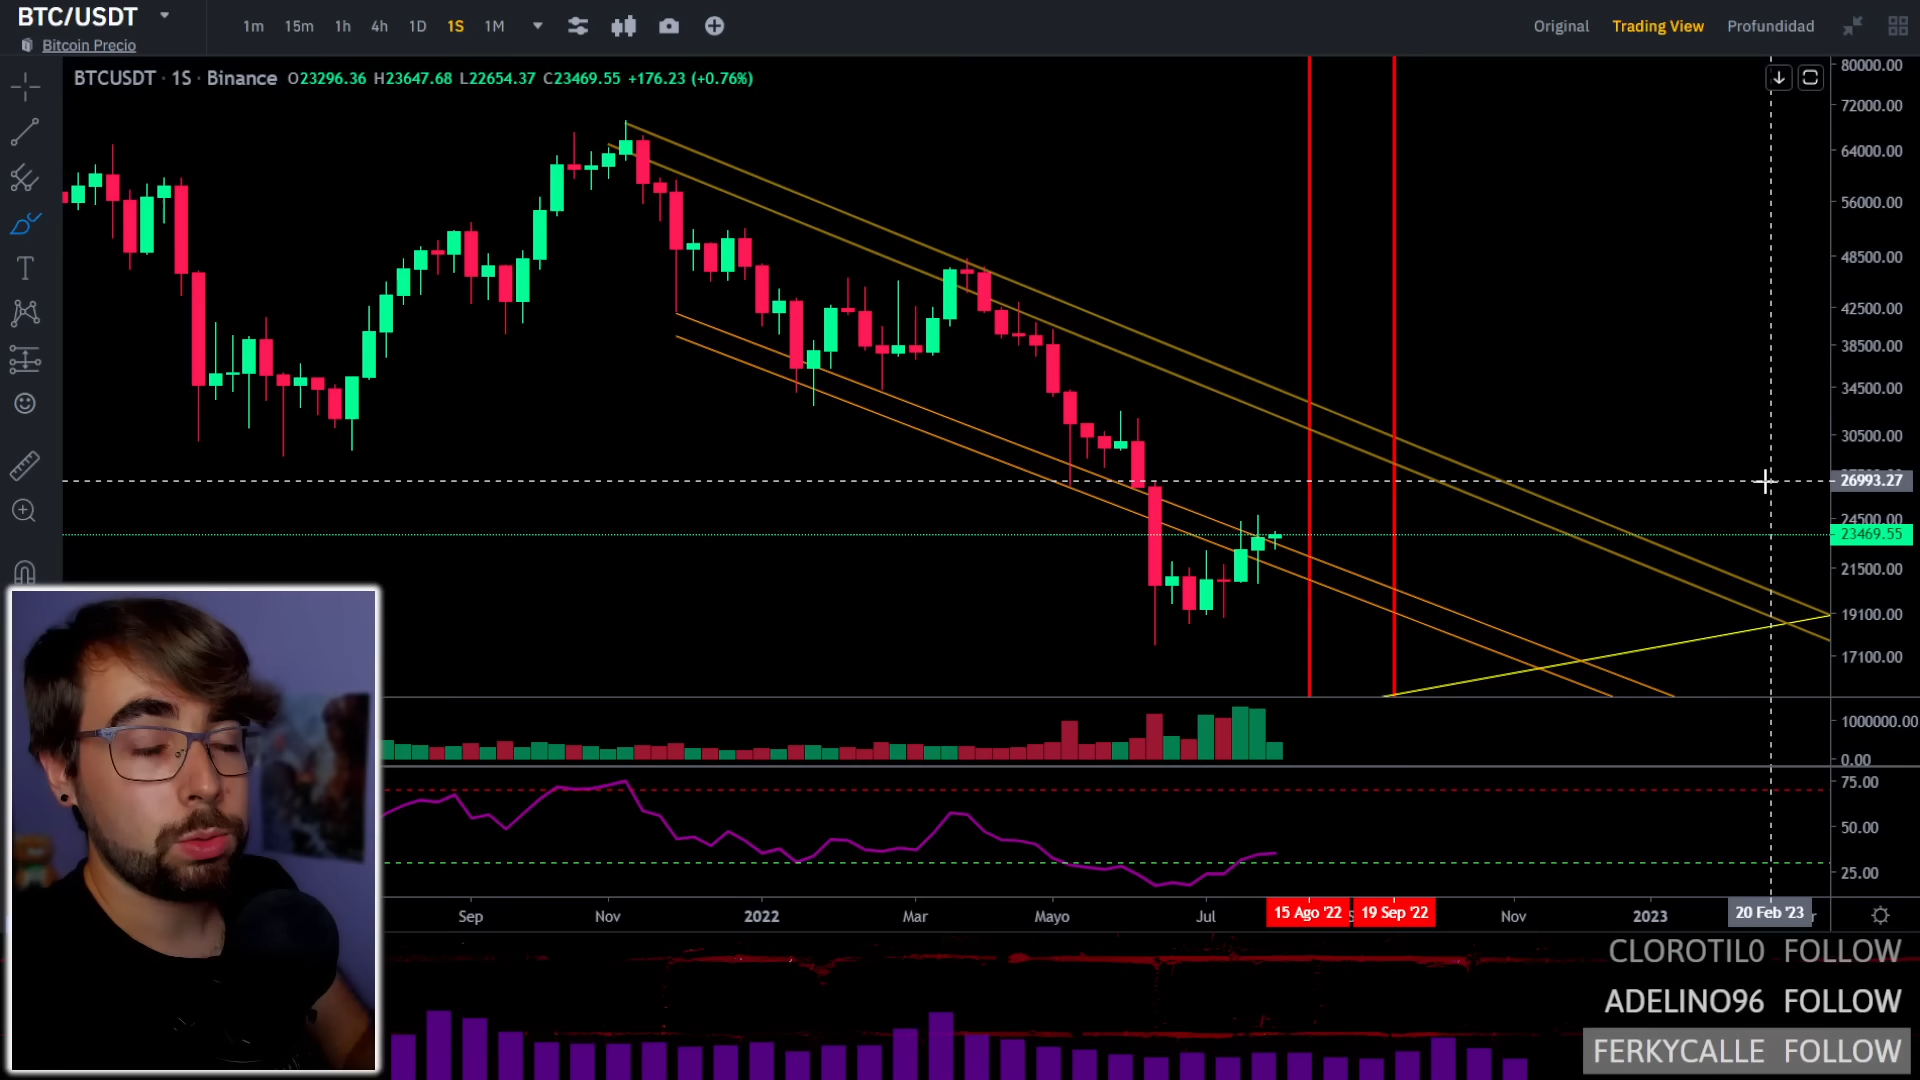 BTC/USDT
Bitcoin Precio
1m 15m 1h 4h 1D 1S 1M
Original Trading View Profundidad
BTCUSDT · 1S · Binance O23296.36 H23647.68 L22654.37 C23469.55 +176.23 (+0.76%)
80000.00
72000.00
64000.00
56000.00
48500.00
42500.00
38500.00
34500.00
30500.00
26993.27
24500.00
23469.55
21500.00
19100.00
17100.00
1000000.00
0.00
75.00
50.00
25.00
Sep Nov 2022 Mar Mayo Jul 15 Ago '22 19 Sep '22 Nov 2023 20 Feb '23
CLOROTIL0 FOLLOW
ADELINO96 FOLLOW
FERKYCALLE FOLLOW